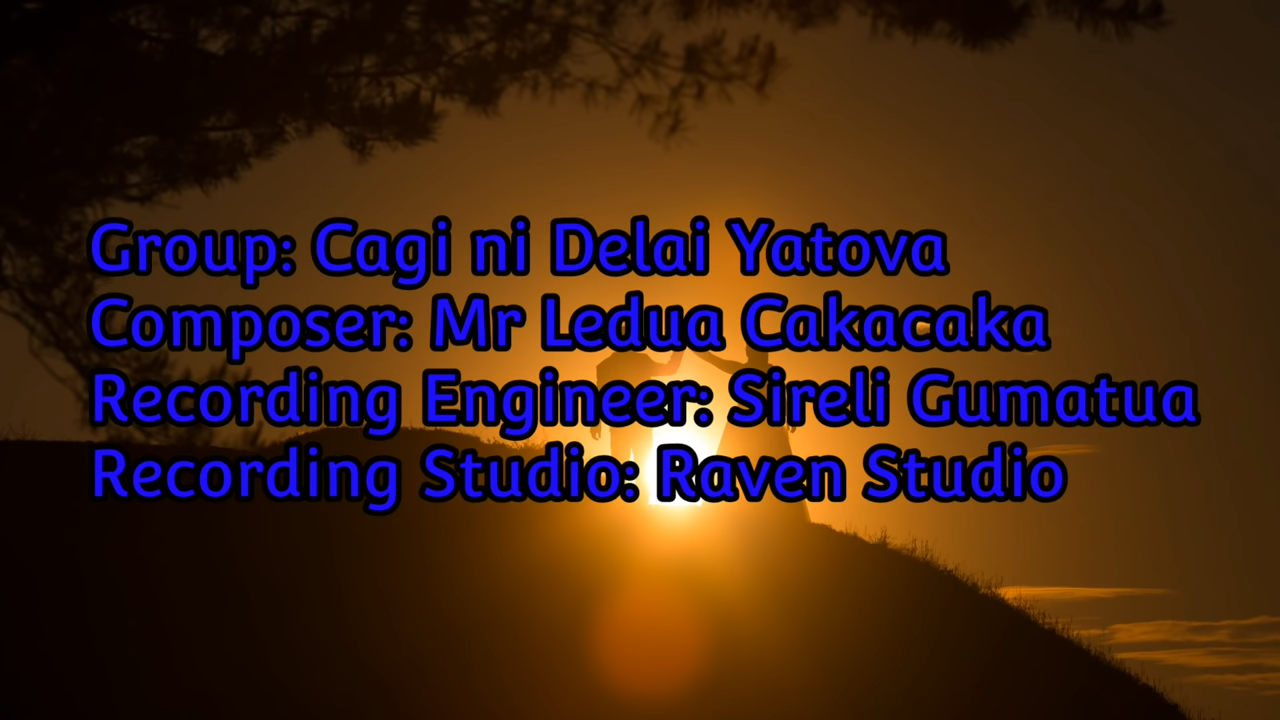 Group: Cagi ni Delai Yatova
Composer: Mr Ledua Cakacaka
Recording Engineer: Sireli Gumatua
Recording Studio: Raven Studio